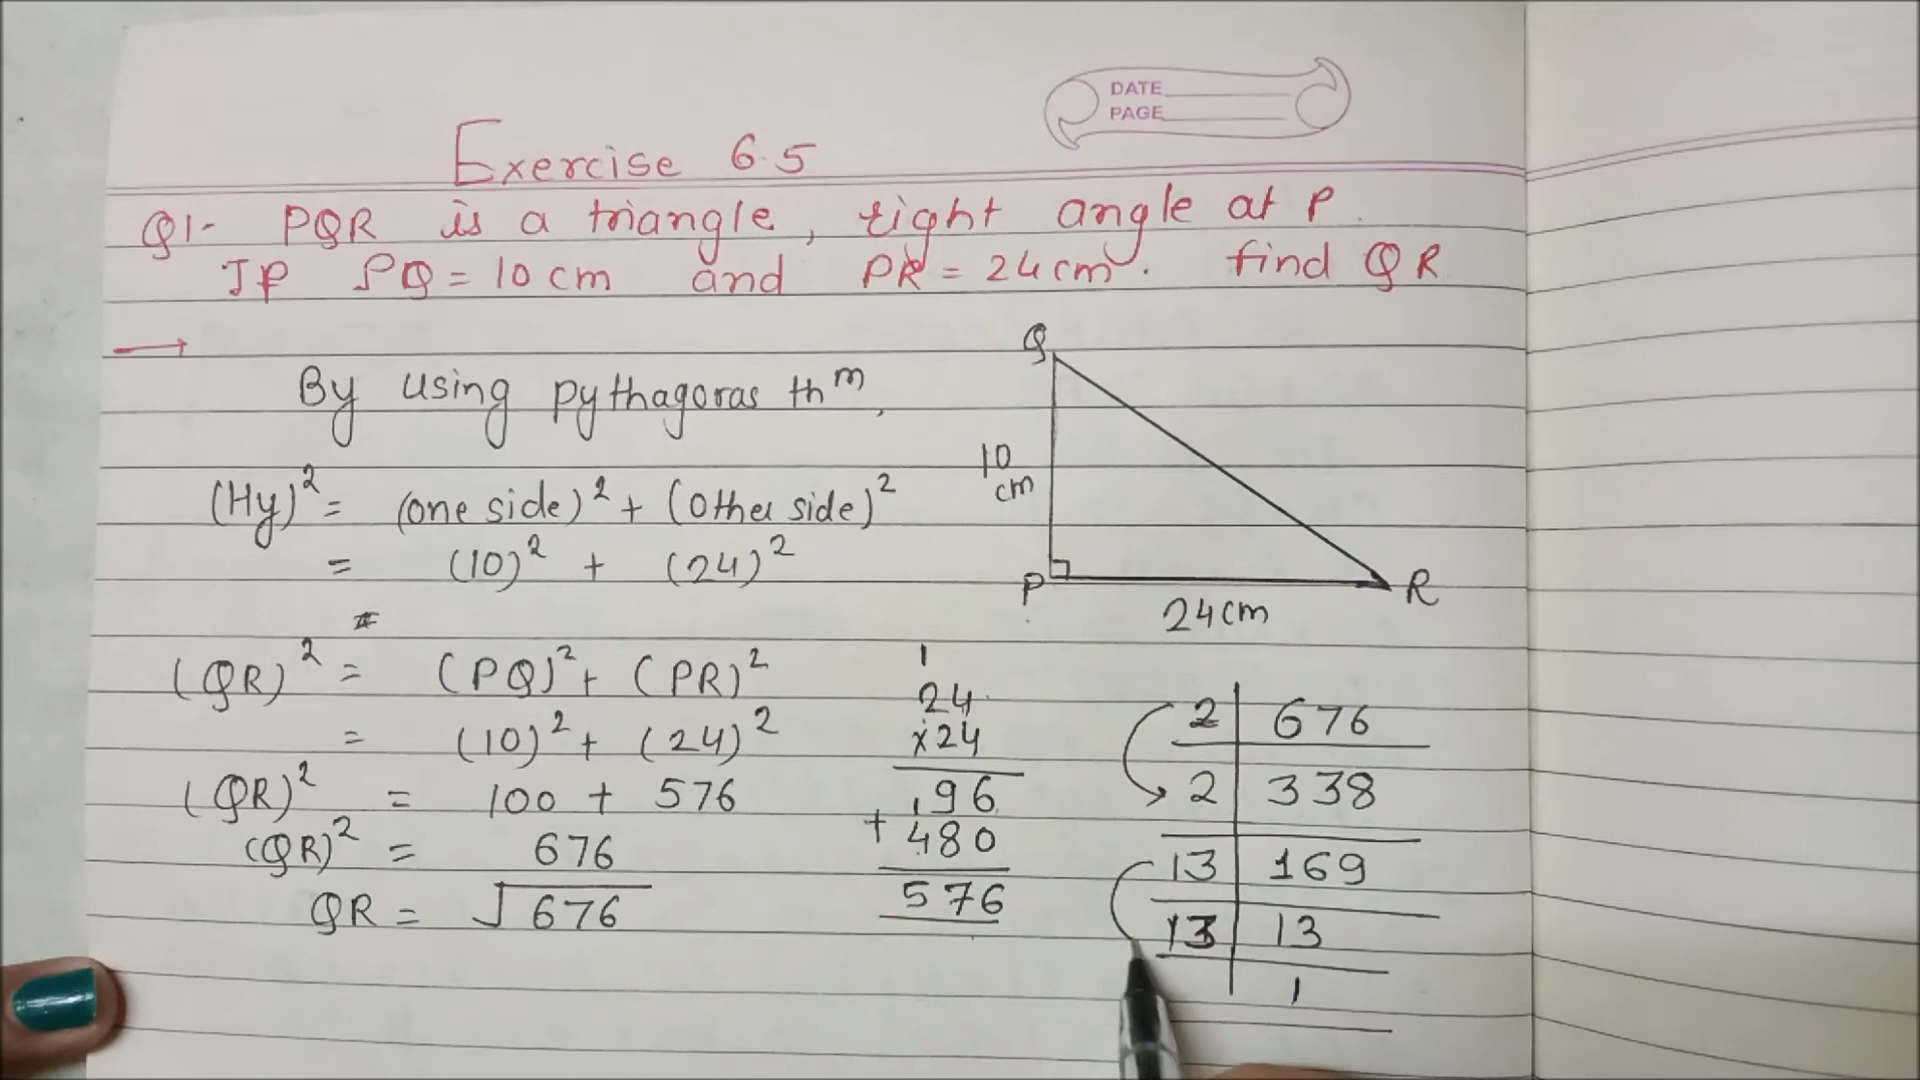 DATE
PAGE
Exercise 6.5
Q1- PQR is a triangle, right angle at P.
If PQ = 10 cm and PR = 24 cm. find QR
By using pythagoras thm,
(Hy)² = (one side)² + (Other side)²
= (10)² + (24)²
(QR)² = (PQ)² + (PR)²
= (10)² + (24)²
(QR)² = 100 + 576
(QR)² = 676
QR = √676
Q
10
cm
P
R
24cm
1
24
×24
96
+ 480
576
2 | 676
2 | 338
13 | 169
13 | 13
1